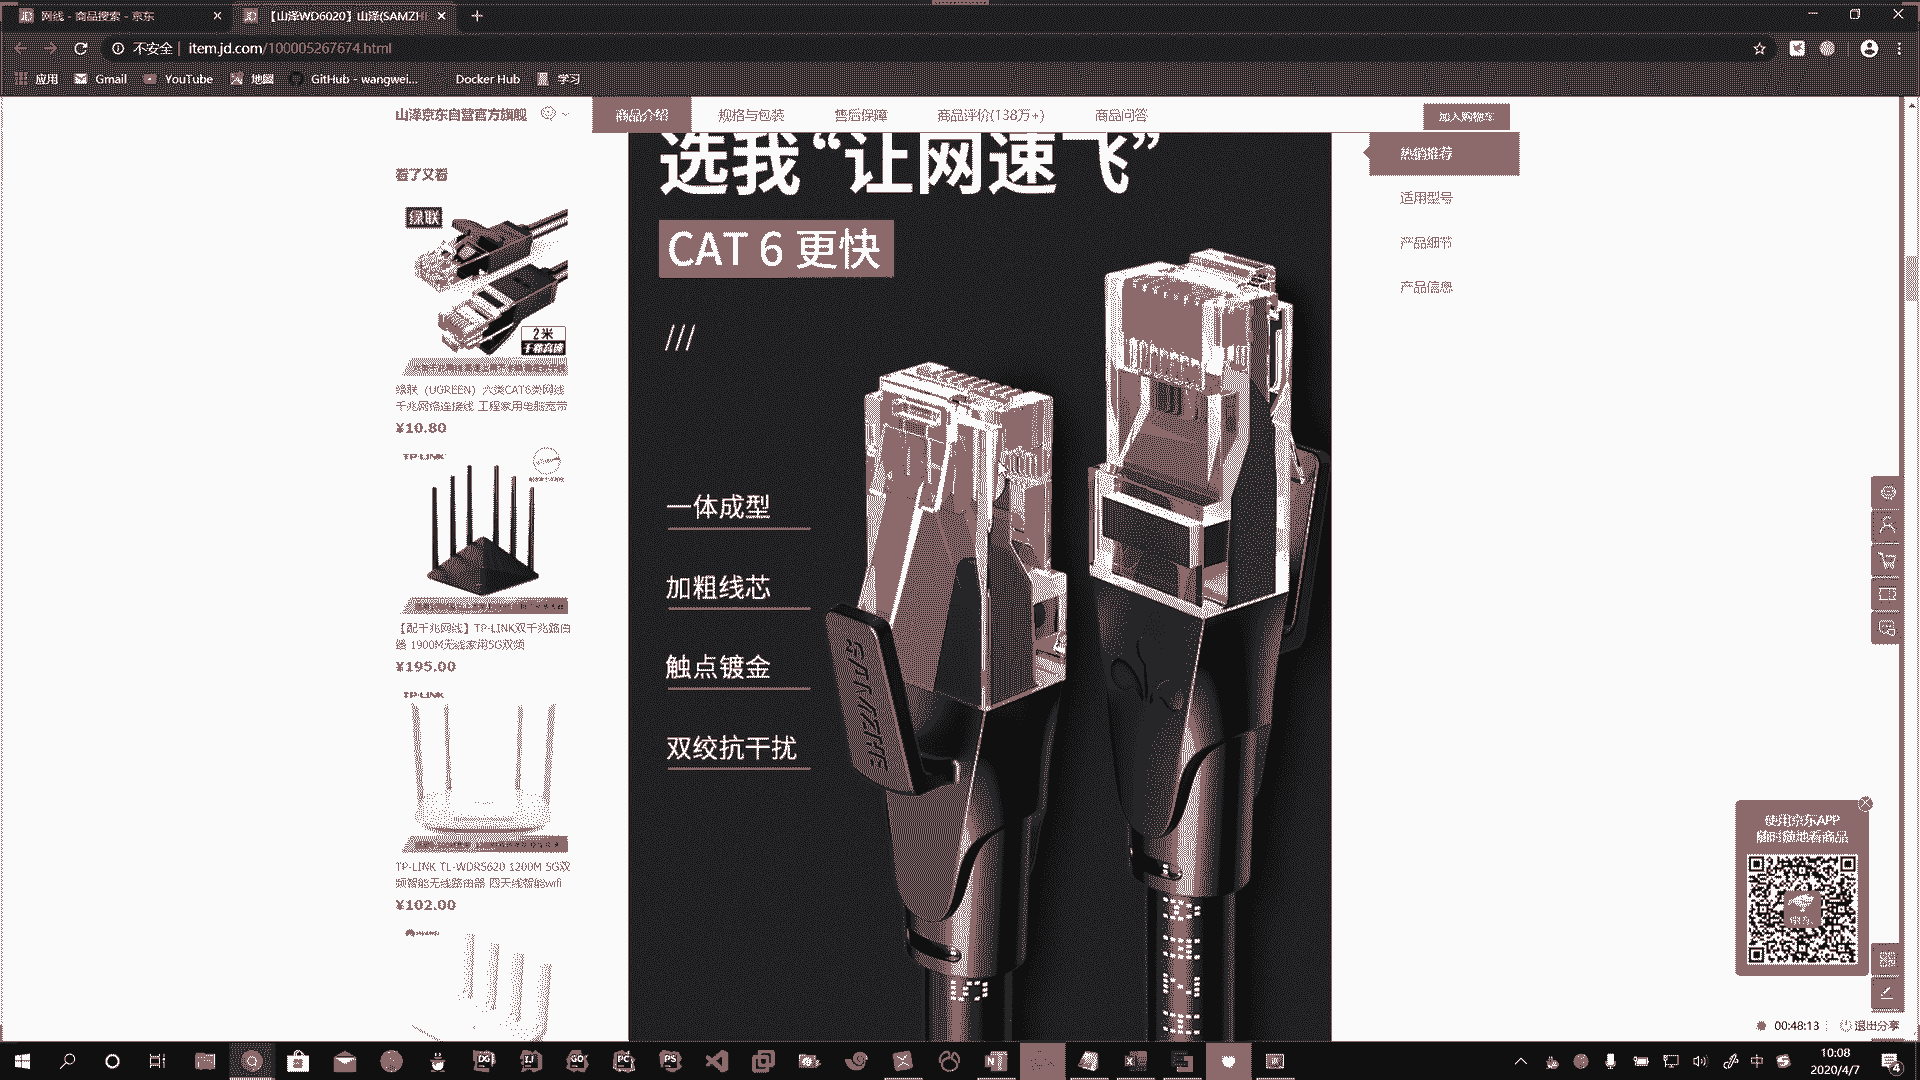 网线 - 商品搜索 - 京东
【山泽WD6020】山泽(SAMZHE
不安全 | item.jd.com/100005267674.html
应用
Gmail
YouTube
地图
GitHub - wangwei...
Docker Hub
学习
山泽京东自营官方旗舰
商品介绍
规格与包装
售后保障
商品评价(138万+)
商品问答
加入购物车
看了又看
绿联
2米
千兆高速
绿联（UGREEN）六类CAT6类网线
千兆网络连接线 工程家用电脑宽带
¥10.80
TP-LINK
【配千兆网线】TP-LINK双千兆路由
器 1900M无线家用5G双频
¥195.00
TP-LINK
TP-LINK TL-WDR5620 1200M 5G双
频智能无线路由器 四天线智能wifi
¥102.00
选我“让网速飞”
CAT 6 更快
///
一体成型
加粗线芯
触点镀金
双绞抗干扰
SAMZHE
热销推荐
适用型号
产品细节
产品信息
使用京东APP
随时随地看商品
00:48:13
退出分享
中
10:08
2020/4/7